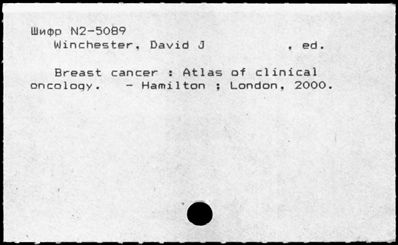 Шифр N2-5089
Winchester, David J , ed.
Breast cancer : Atlas of clinical
oncology. - Hamilton ; London, 2000.